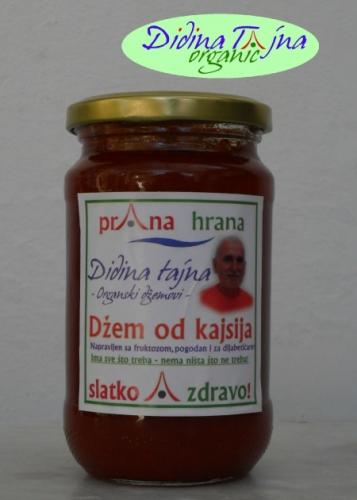 Didina Tajna
organic
prAna hrana
Didina tajna
- Organski džemovi -
Džem od kajsija
Napravljen sa fruktozom, pogodan i za dijabetičare
Ima sve što treba - nema ništa što ne treba!
slatko A zdravo!